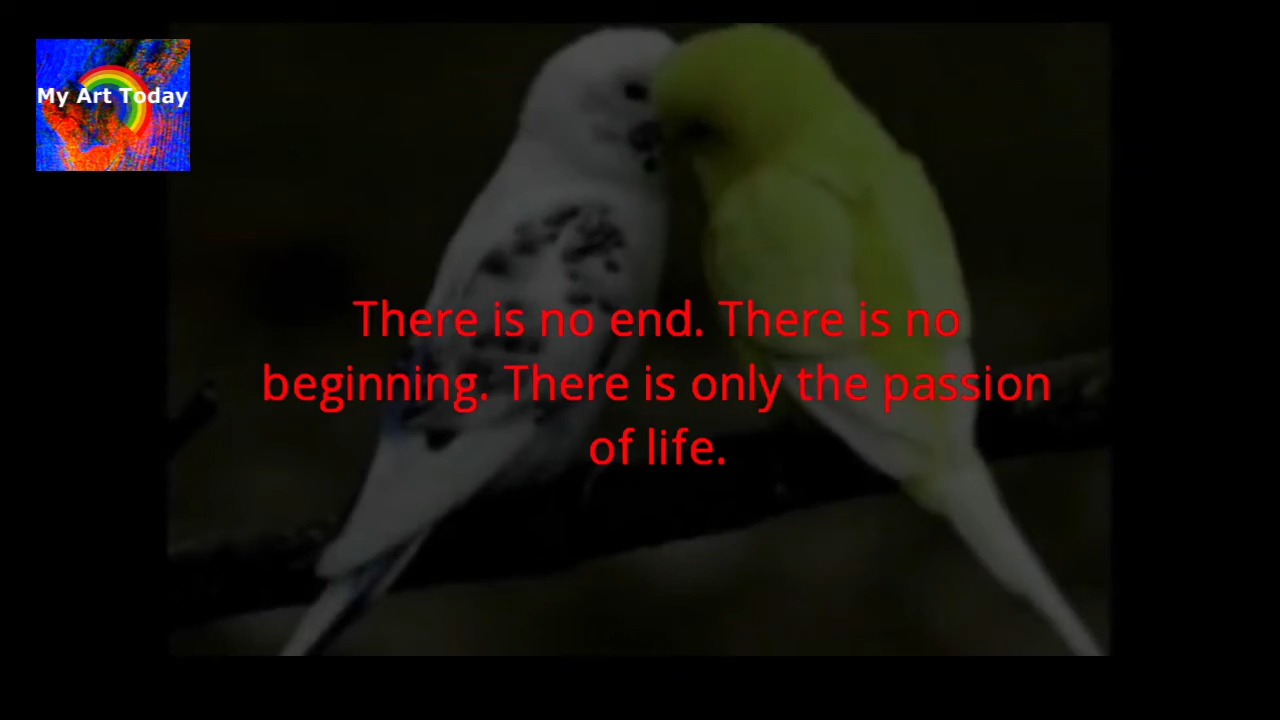 My Art Today
There is no end. There is no
beginning. There is only the passion
of life.